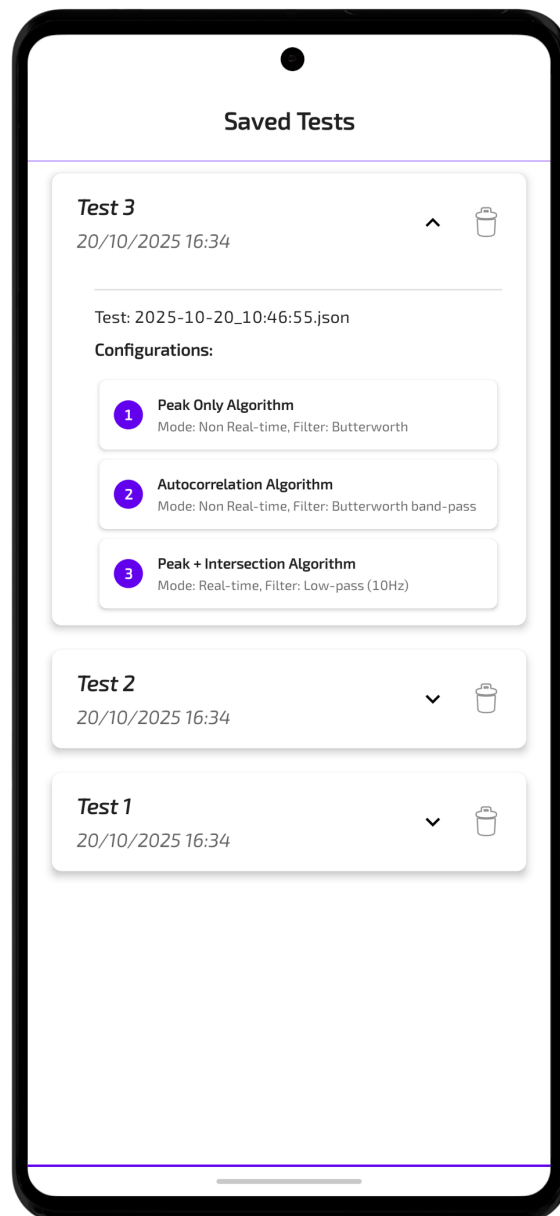 Saved Tests
Test 3
20/10/2025 16:34
Test: 2025-10-20_10:46:55.json
Configurations:
1
Peak Only Algorithm
Mode: Non Real-time, Filter: Butterworth
2
Autocorrelation Algorithm
Mode: Non Real-time, Filter: Butterworth band-pass
3
Peak + Intersection Algorithm
Mode: Real-time, Filter: Low-pass (10Hz)
Test 2
20/10/2025 16:34
Test 1
20/10/2025 16:34